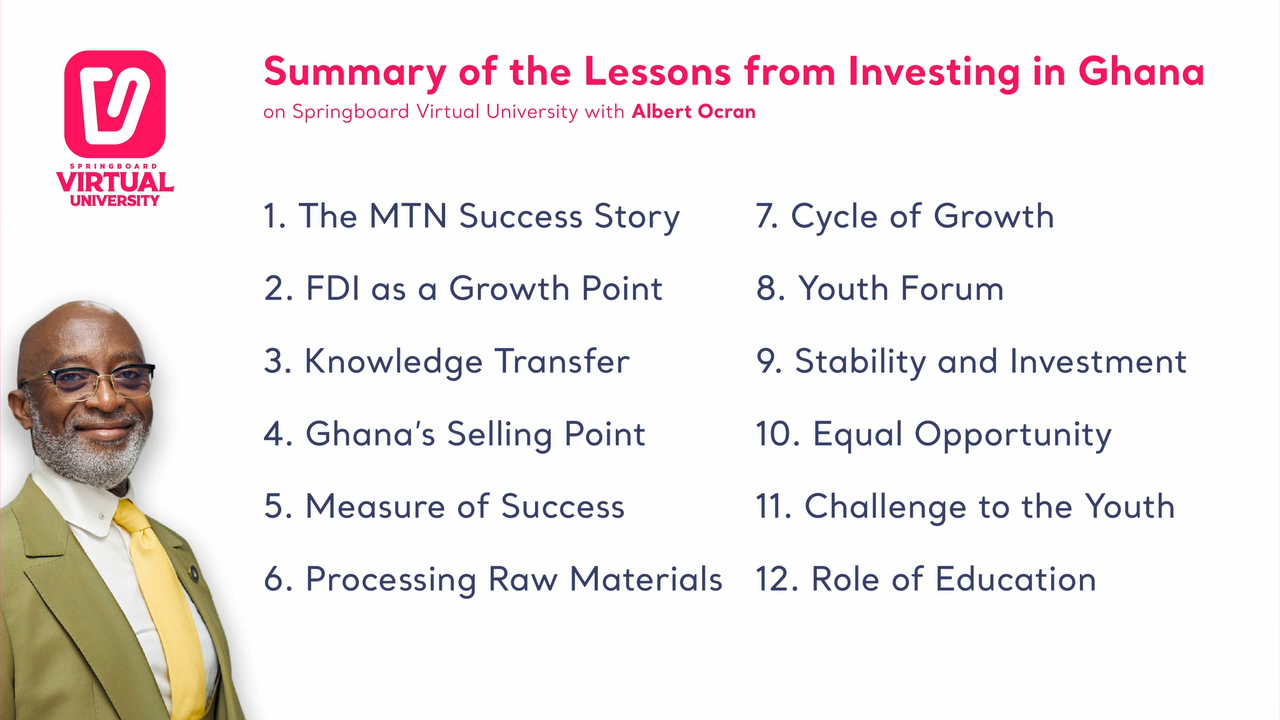 Summary of the Lessons from Investing in Ghana
on Springboard Virtual University with Albert Ocran
SPRINGBOARD
VIRTUAL
UNIVERSITY
1. The MTN Success Story
2. FDI as a Growth Point
3. Knowledge Transfer
4. Ghana’s Selling Point
5. Measure of Success
6. Processing Raw Materials
7. Cycle of Growth
8. Youth Forum
9. Stability and Investment
10. Equal Opportunity
11. Challenge to the Youth
12. Role of Education